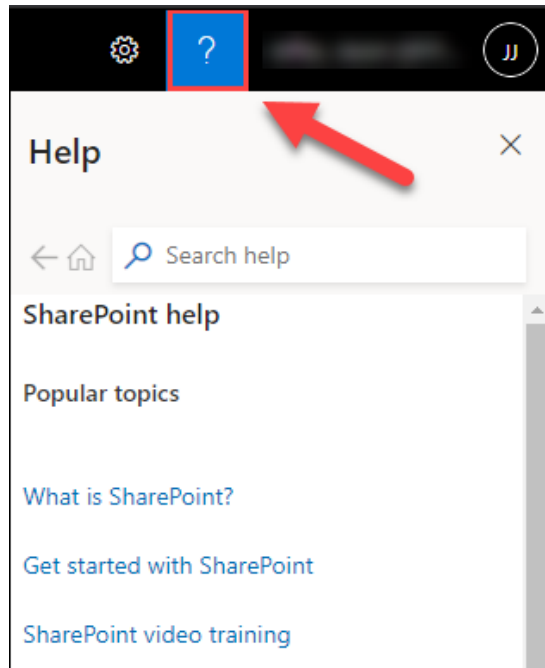 ?
JJ
Help
Search help
SharePoint help
Popular topics
What is SharePoint?
Get started with SharePoint
SharePoint video training